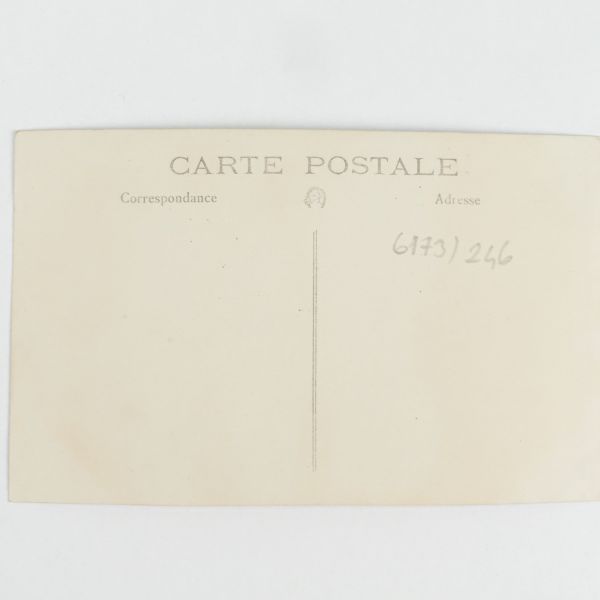 CARTE POSTALE
Correspondance
Adresse
6173/246